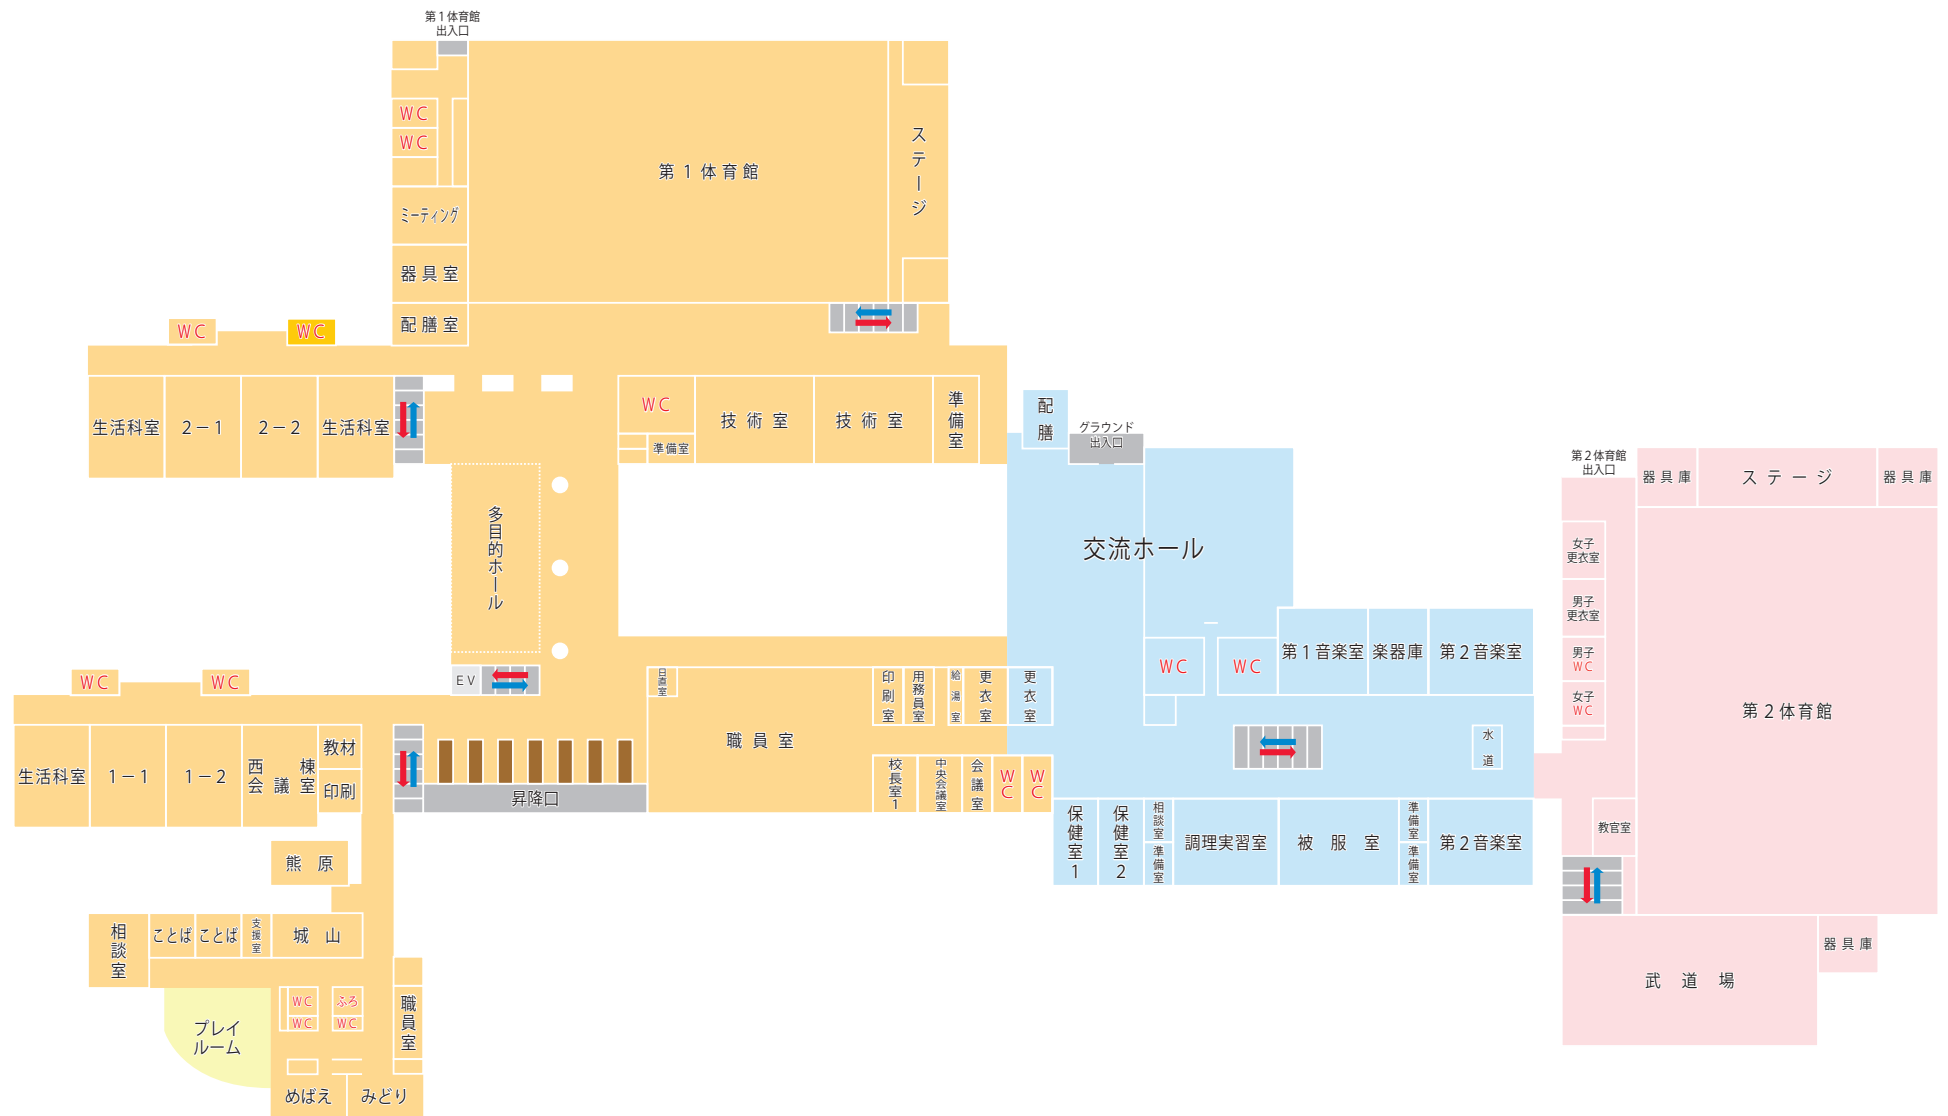 第１体育館
出入口
WC
WC
ミーティング
器具室
配膳室
第１体育館
ステージ
WC
WC
生活科室
２－１
２－２
生活科室
WC
準備室
技術室
技術室
準備室
多目的ホール
EV
配膳
グラウンド
出入口
交流ホール
WC
WC
第１音楽室
楽器庫
第２音楽室
水道
第２体育館
出入口
器具庫
ステージ
器具庫
女子
更衣室
男子
更衣室
男子
WC
女子
WC
第２体育館
教官室
武道場
器具庫
WC
WC
生活科室
１－１
１－２
西棟
会議室
教材
印刷
昇降口
日直室
職員室
印刷室
用務員室
給湯室
更衣室
更衣室
校長室１
中央会議室
会議室
WC
WC
保健室１
保健室２
相談室
準備室
調理実習室
被服室
準備室
準備室
第２音楽室
熊原
相談室
ことば
ことば
支援室
城山
プレイ
ルーム
WC
WC
ふろ
WC
職員室
めばえ
みどり